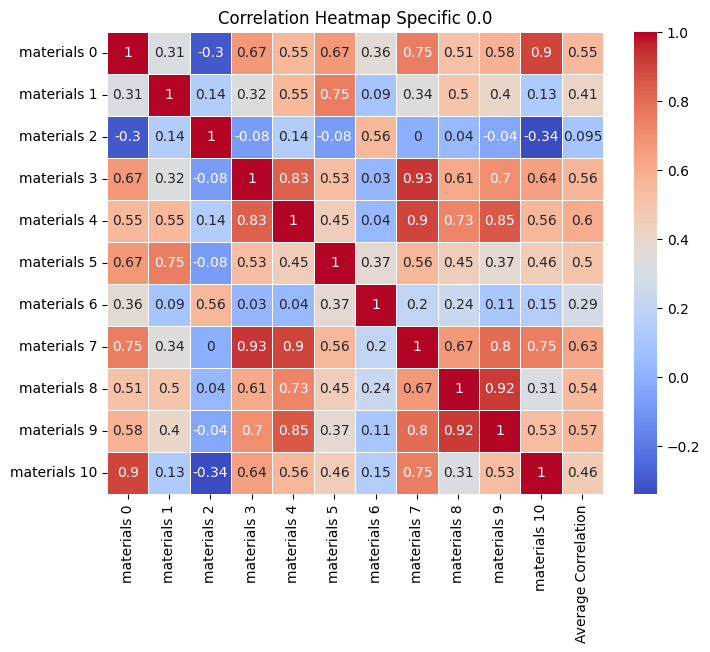 Correlation Heatmap Specific 0.0
materials 0 1 0.31 -0.3 0.67 0.55 0.67 0.36 0.75 0.51 0.58 0.9 0.55
materials 1 0.31 1 0.14 0.32 0.55 0.75 0.09 0.34 0.5 0.4 0.13 0.41
materials 2 -0.3 0.14 1 -0.08 0.14 -0.08 0.56 0 0.04 -0.04 -0.34 0.095
materials 3 0.67 0.32 -0.08 1 0.83 0.53 0.03 0.93 0.61 0.7 0.64 0.56
materials 4 0.55 0.55 0.14 0.83 1 0.45 0.04 0.9 0.73 0.85 0.56 0.6
materials 5 0.67 0.75 -0.08 0.53 0.45 1 0.37 0.56 0.45 0.37 0.46 0.5
materials 6 0.36 0.09 0.56 0.03 0.04 0.37 1 0.2 0.24 0.11 0.15 0.29
materials 7 0.75 0.34 0 0.93 0.9 0.56 0.2 1 0.67 0.8 0.75 0.63
materials 8 0.51 0.5 0.04 0.61 0.73 0.45 0.24 0.67 1 0.92 0.31 0.54
materials 9 0.58 0.4 -0.04 0.7 0.85 0.37 0.11 0.8 0.92 1 0.53 0.57
materials 10 0.9 0.13 -0.34 0.64 0.56 0.46 0.15 0.75 0.31 0.53 1 0.46
materials 0
materials 1
materials 2
materials 3
materials 4
materials 5
materials 6
materials 7
materials 8
materials 9
materials 10
Average Correlation
1.0
0.8
0.6
0.4
0.2
0.0
−0.2